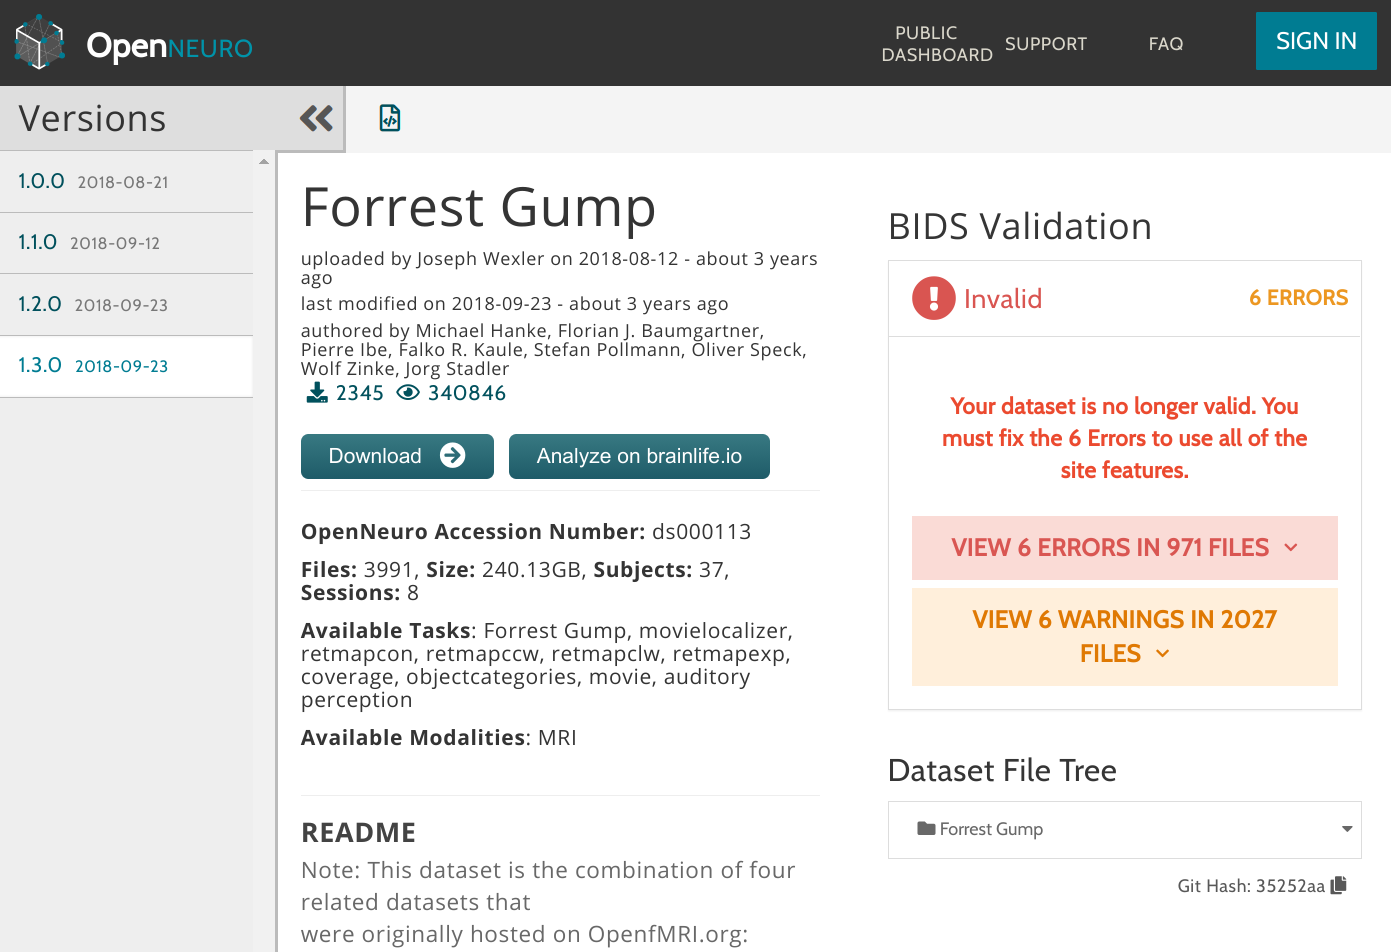 OpenNEURO
PUBLIC
DASHBOARD
SUPPORT
FAQ
SIGN IN
Versions
1.0.0 2018-08-21
1.1.0 2018-09-12
1.2.0 2018-09-23
1.3.0 2018-09-23
Forrest Gump
uploaded by Joseph Wexler on 2018-08-12 - about 3 years
ago
last modified on 2018-09-23 - about 3 years ago
authored by Michael Hanke, Florian J. Baumgartner,
Pierre Ibe, Falko R. Kaule, Stefan Pollmann, Oliver Speck,
Wolf Zinke, Jorg Stadler
2345 340846
Download
Analyze on brainlife.io
OpenNeuro Accession Number: ds000113
Files: 3991, Size: 240.13GB, Subjects: 37,
Sessions: 8
Available Tasks: Forrest Gump, movielocalizer,
retmapcon, retmapccw, retmapclw, retmapexp,
coverage, objectcategories, movie, auditory
perception
Available Modalities: MRI
README
Note: This dataset is the combination of four
related datasets that
were originally hosted on OpenfMRI.org:
BIDS Validation
Invalid
6 ERRORS
Your dataset is no longer valid. You
must fix the 6 Errors to use all of the
site features.
VIEW 6 ERRORS IN 971 FILES
VIEW 6 WARNINGS IN 2027
FILES
Dataset File Tree
Forrest Gump
Git Hash: 35252aa